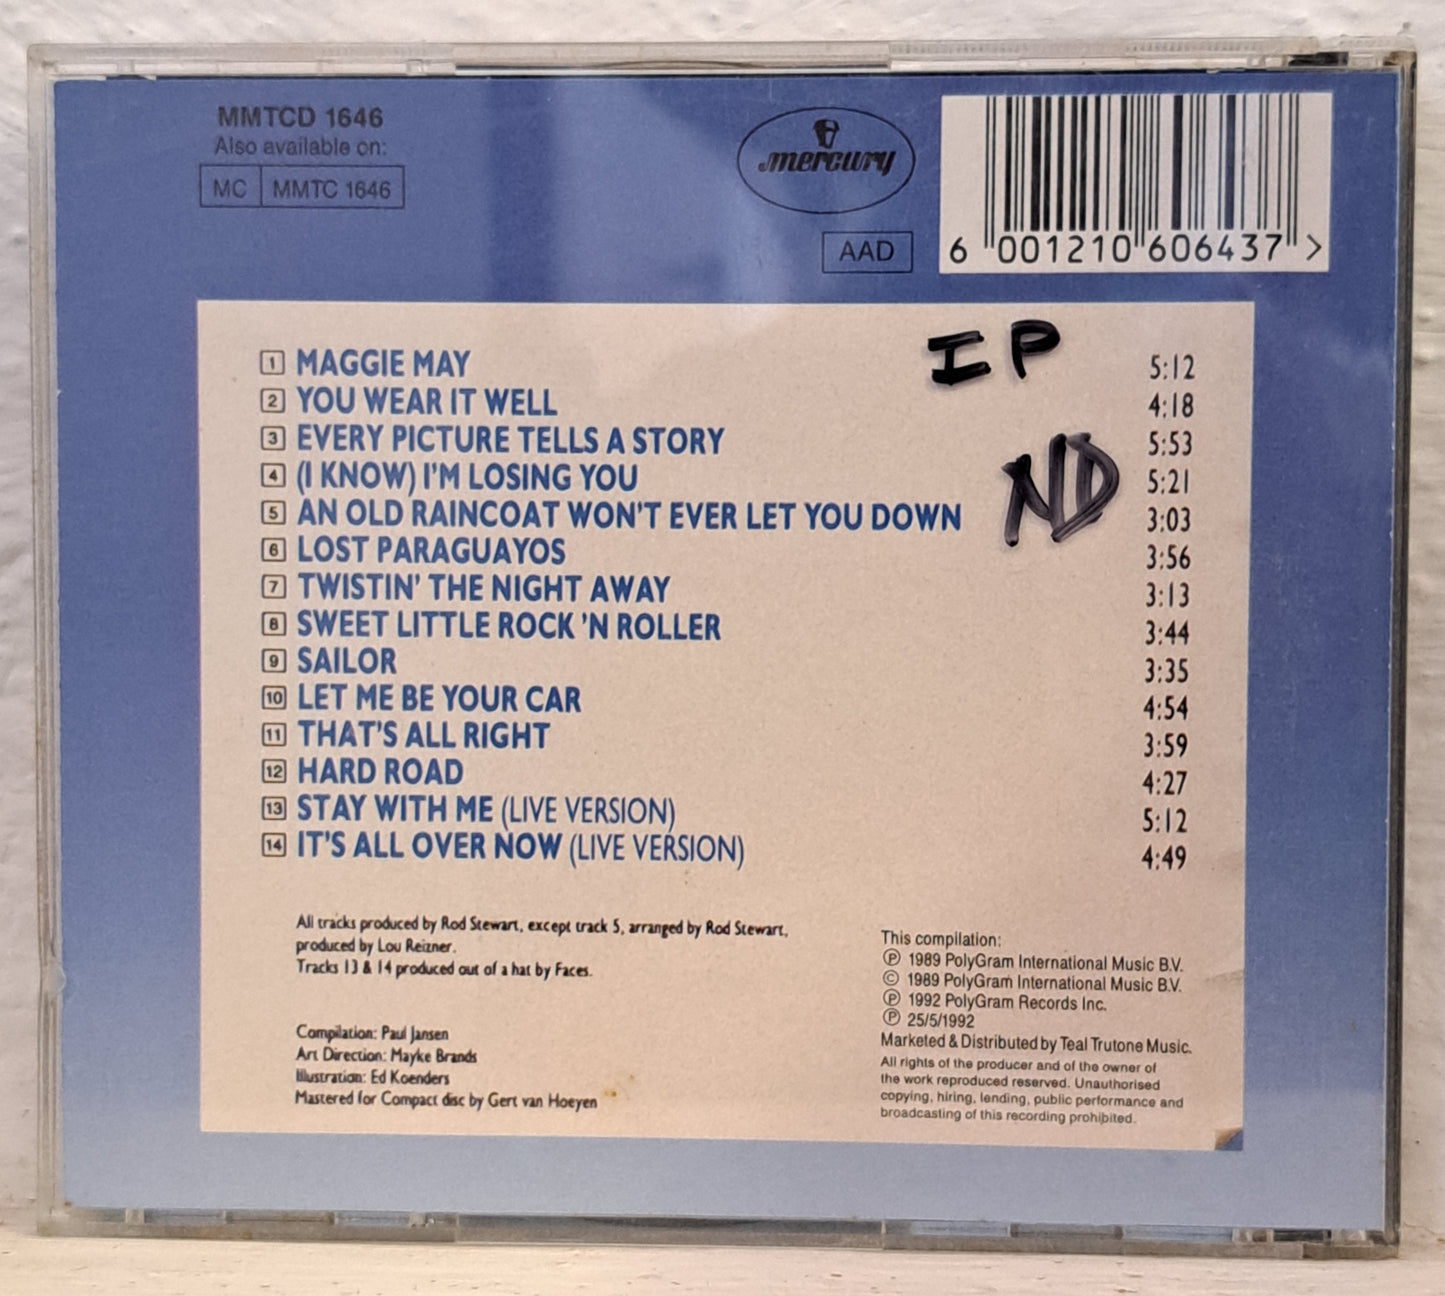 MMTCD 1646
Also available on:
MC MMTC 1646
mercury
AAD
6 001210 606437 >
IP
ND
1 MAGGIE MAY 5:12
2 YOU WEAR IT WELL 4:18
3 EVERY PICTURE TELLS A STORY 5:53
4 (I KNOW) I'M LOSING YOU 5:21
5 AN OLD RAINCOAT WON'T EVER LET YOU DOWN 3:03
6 LOST PARAGUAYOS 3:56
7 TWISTIN' THE NIGHT AWAY 3:13
8 SWEET LITTLE ROCK 'N ROLLER 3:44
9 SAILOR 3:35
10 LET ME BE YOUR CAR 4:54
11 THAT'S ALL RIGHT 3:59
12 HARD ROAD 4:27
13 STAY WITH ME (LIVE VERSION) 5:12
14 IT'S ALL OVER NOW (LIVE VERSION) 4:49
All tracks produced by Rod Stewart, except track 5, arranged by Rod Stewart,
produced by Lou Reizner.
Tracks 13 & 14 produced out of a hat by Faces.
Compilation: Paul Jansen
Art Direction: Mayke Brands
Illustration: Ed Koenders
Mastered for Compact disc by Gert van Hoeyen
This compilation:
℗ 1989 PolyGram International Music B.V.
© 1989 PolyGram International Music B.V.
℗ 1992 PolyGram Records Inc.
℗ 25/5/1992
Marketed & Distributed by Teal Trutone Music.
All rights of the producer and of the owner of
the work reproduced reserved. Unauthorised
copying, hiring, lending, public performance and
broadcasting of this recording prohibited.